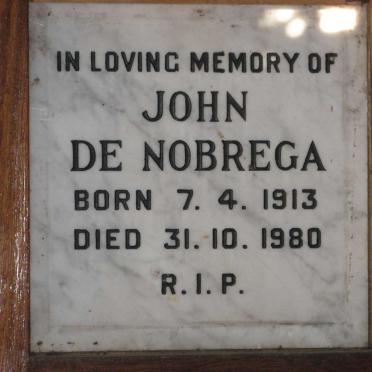 IN LOVING MEMORY OF
JOHN
DE NOBREGA
BORN 7. 4. 1913
DIED 31. 10. 1980
R. I. P.